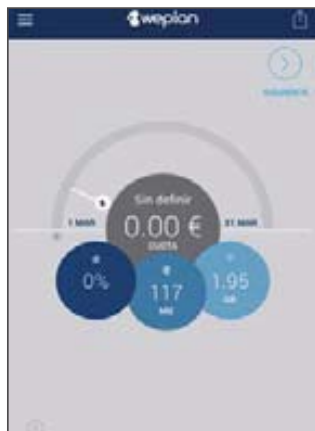 weplan
SIGUIENTE
Sin definir
0.00 €
CUOTA
1 MAR
31 MAR
0%
117
MIN
1.95
GB